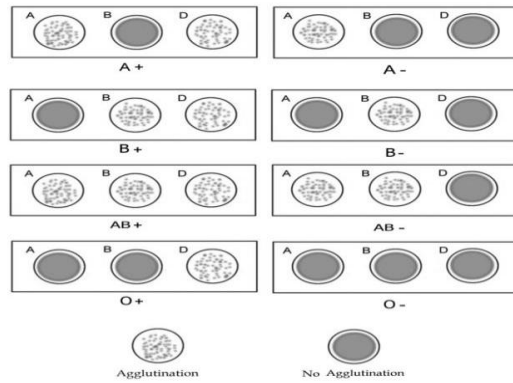 A B D A B D
A + A -
A B D A B D
B + B -
A B D A B D
AB + AB -
A B D A B D
O + O -
Agglutination No Agglutination